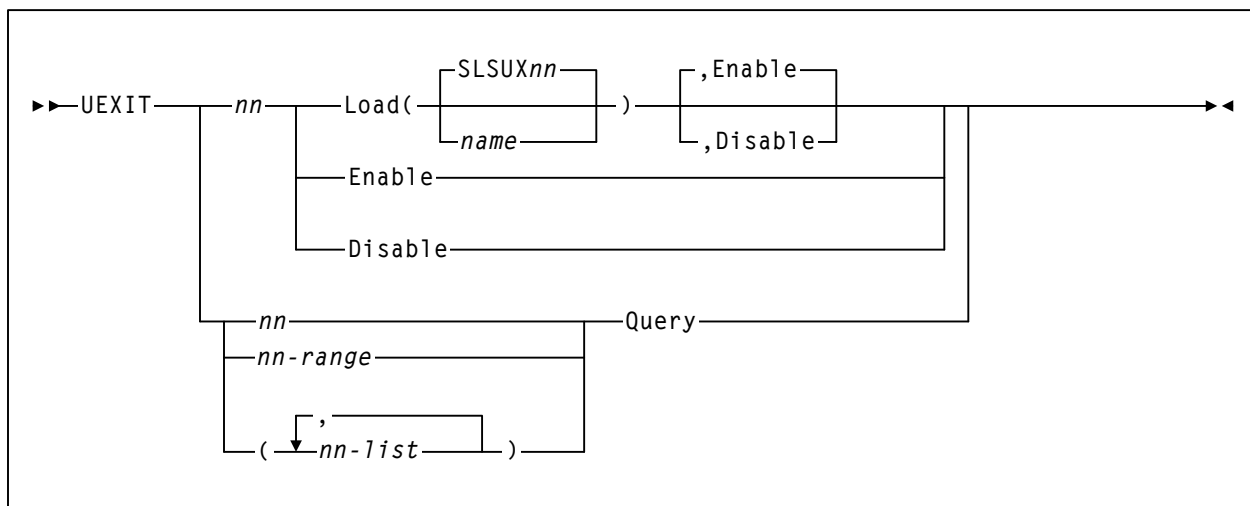 SLSUXnn ,Enable
UEXIT nn Load( )
name ,Disable
Enable
Disable
nn Query
nn-range
,
( nn-list )